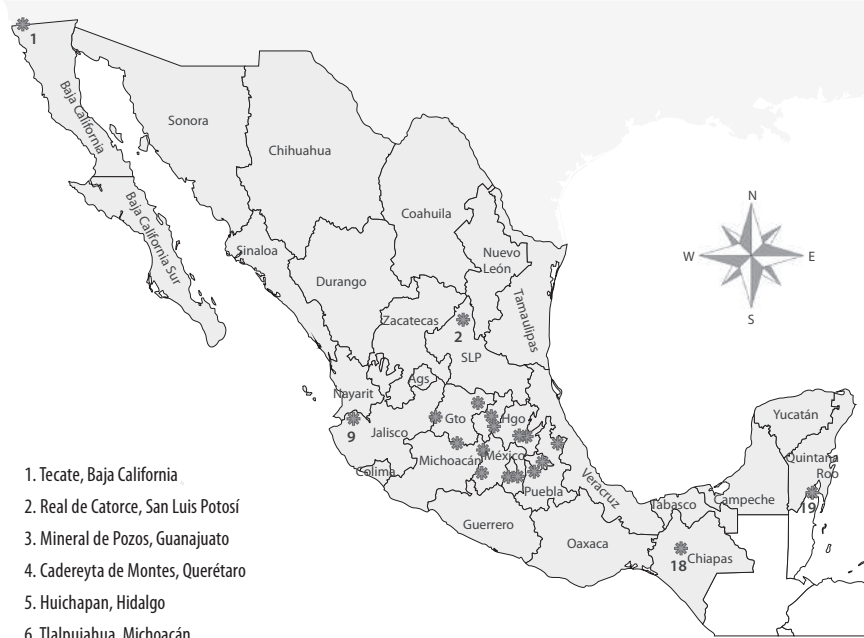 1
Baja California
Baja California Sur
Sonora
Chihuahua
Coahuila
Sinaloa
Durango
Nuevo
León
Tamaulipas
Zacatecas
2
SLP
Ags
Nayarit
9
Jalisco
Gto
Hgo
Colima
Michoacán
México
Puebla
Veracruz
Guerrero
Oaxaca
Tabasco
Campeche
Yucatán
Quintana
Roo
19
18
Chiapas
N
W
E
S
1. Tecate, Baja California
2. Real de Catorce, San Luis Potosí
3. Mineral de Pozos, Guanajuato
4. Cadereyta de Montes, Querétaro
5. Huichapan, Hidalgo
6. Tlalpujahua, Michoacán